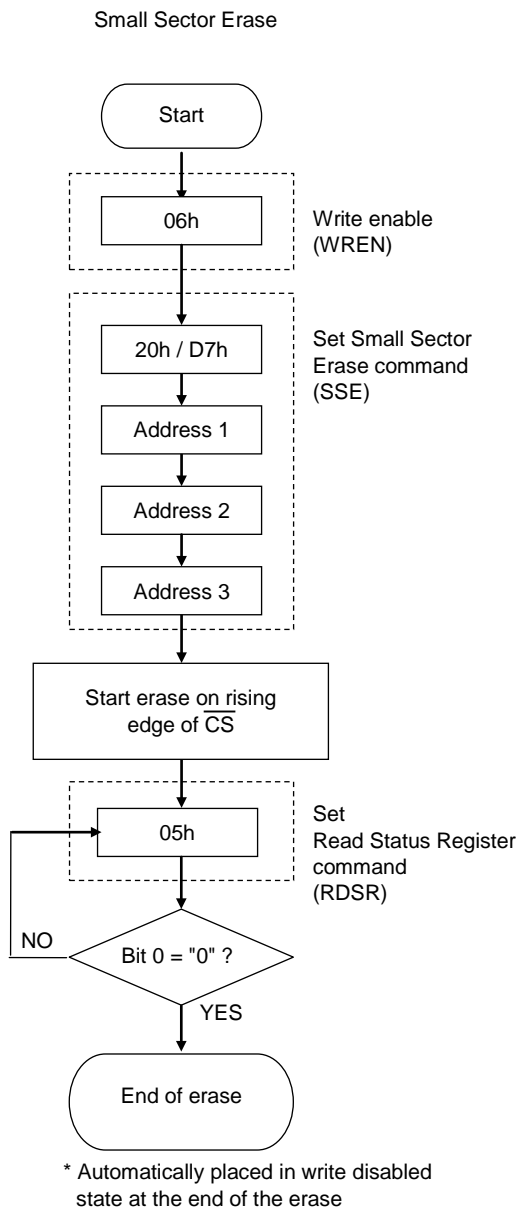 Small Sector Erase
Start
06h
Write enable
(WREN)
20h / D7h
Set Small Sector
Erase command
(SSE)
Address 1
Address 2
Address 3
Start erase on rising
edge of C̅S̅
05h
Set
Read Status Register
command
(RDSR)
Bit 0 = "0" ?
NO
YES
End of erase
* Automatically placed in write disabled
state at the end of the erase